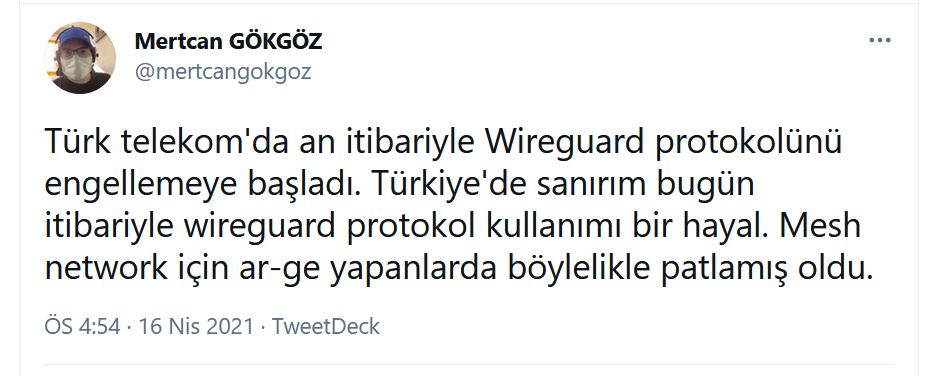 Mertcan GÖKGÖZ
@mertcangokgoz
Türk telekom'da an itibariyle Wireguard protokolünü
engellemeye başladı. Türkiye'de sanırım bugün
itibariyle wireguard protokol kullanımı bir hayal. Mesh
network için ar-ge yapanlarda böylelikle patlamış oldu.
ÖS 4:54 · 16 Nis 2021 · TweetDeck